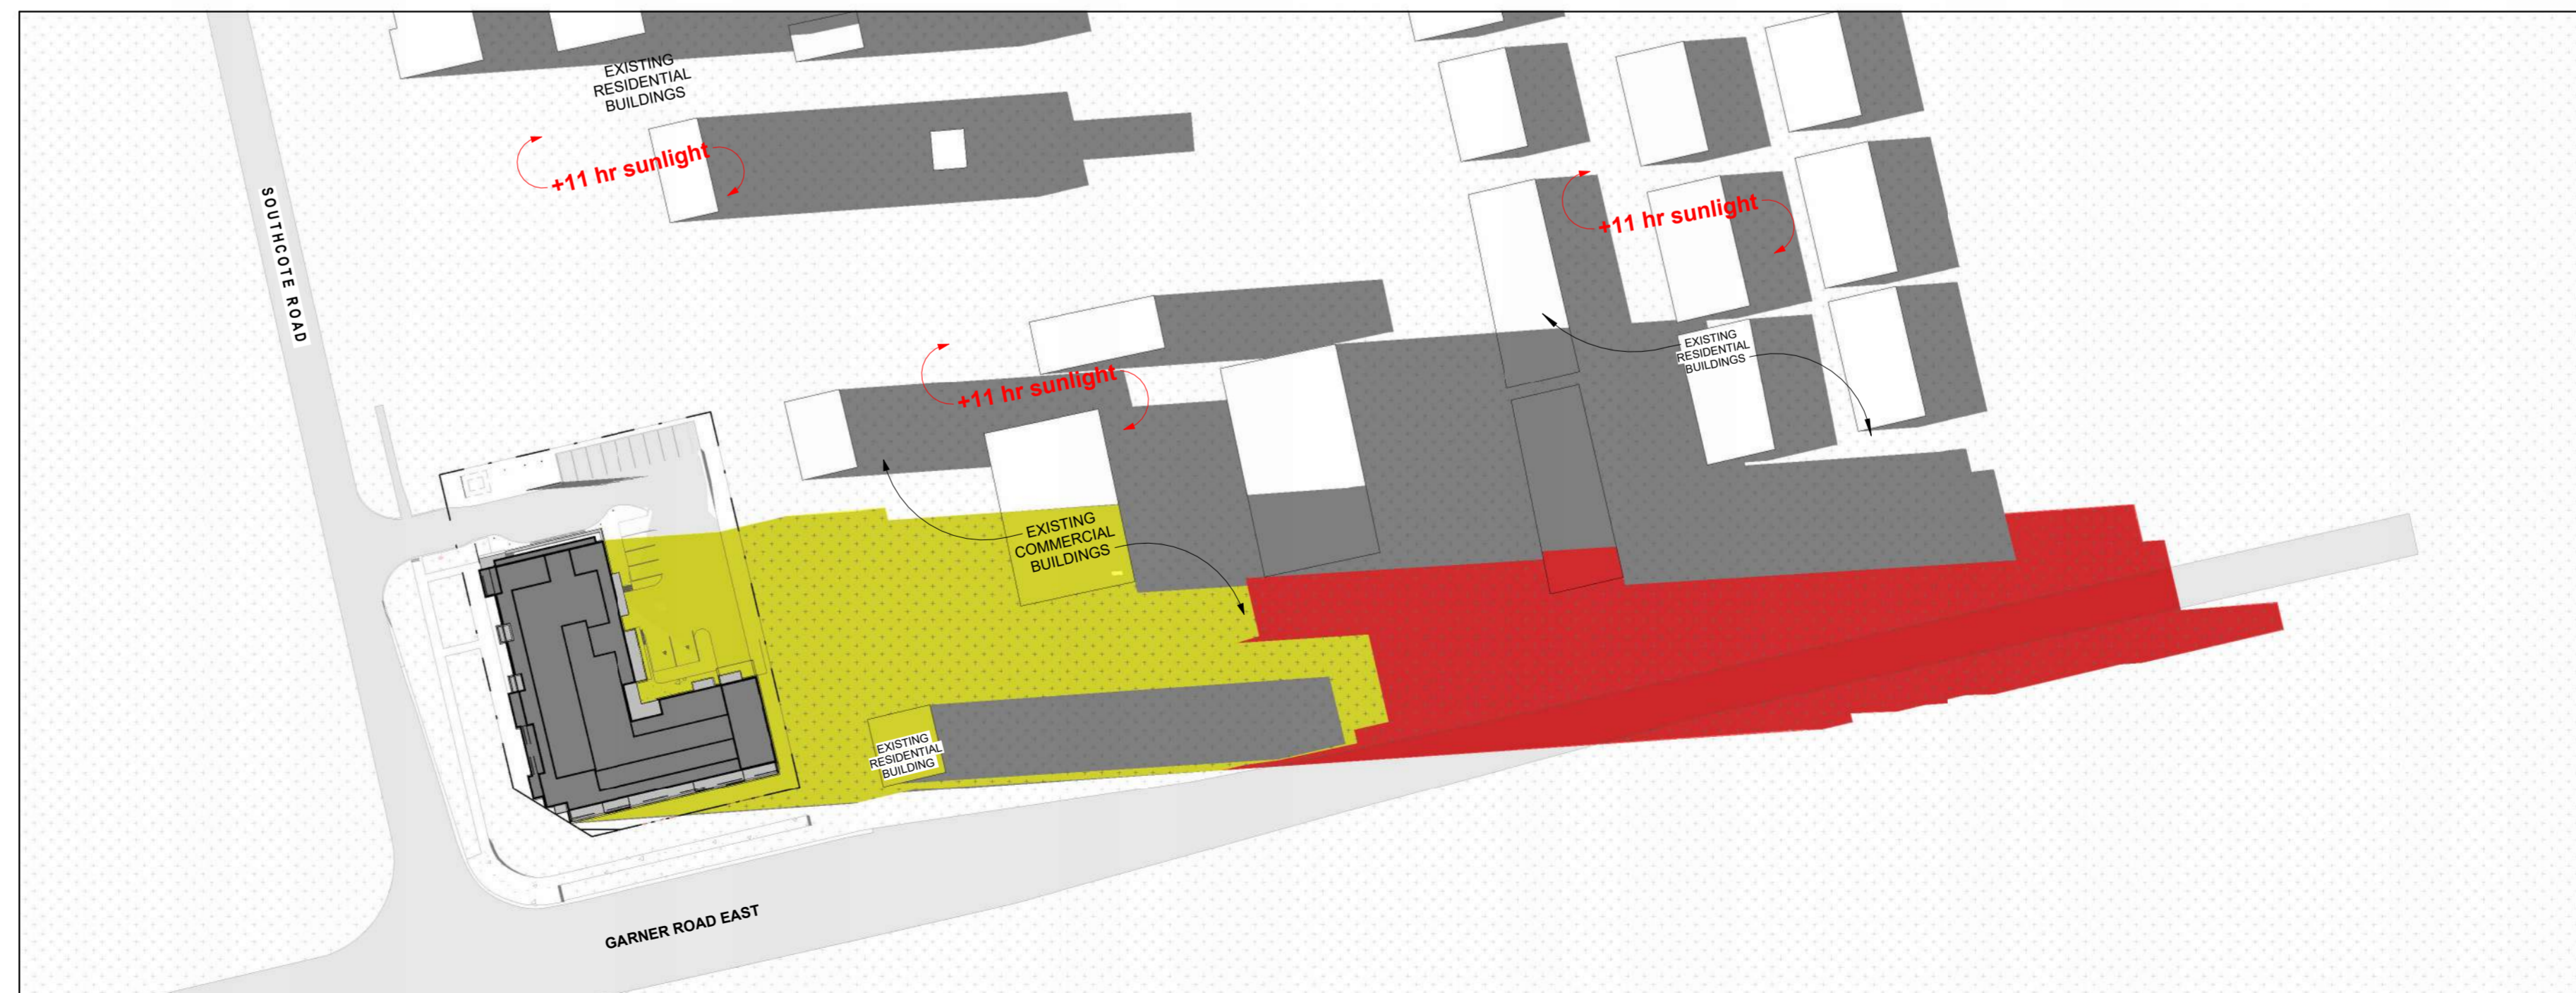 EXISTING
RESIDENTIAL
BUILDINGS
+11 hr sunlight
+11 hr sunlight
SOUTHCOTE ROAD
EXISTING
RESIDENTIAL
BUILDINGS
+11 hr sunlight
EXISTING
COMMERCIAL
BUILDINGS
EXISTING
RESIDENTIAL
BUILDING
GARNER ROAD EAST